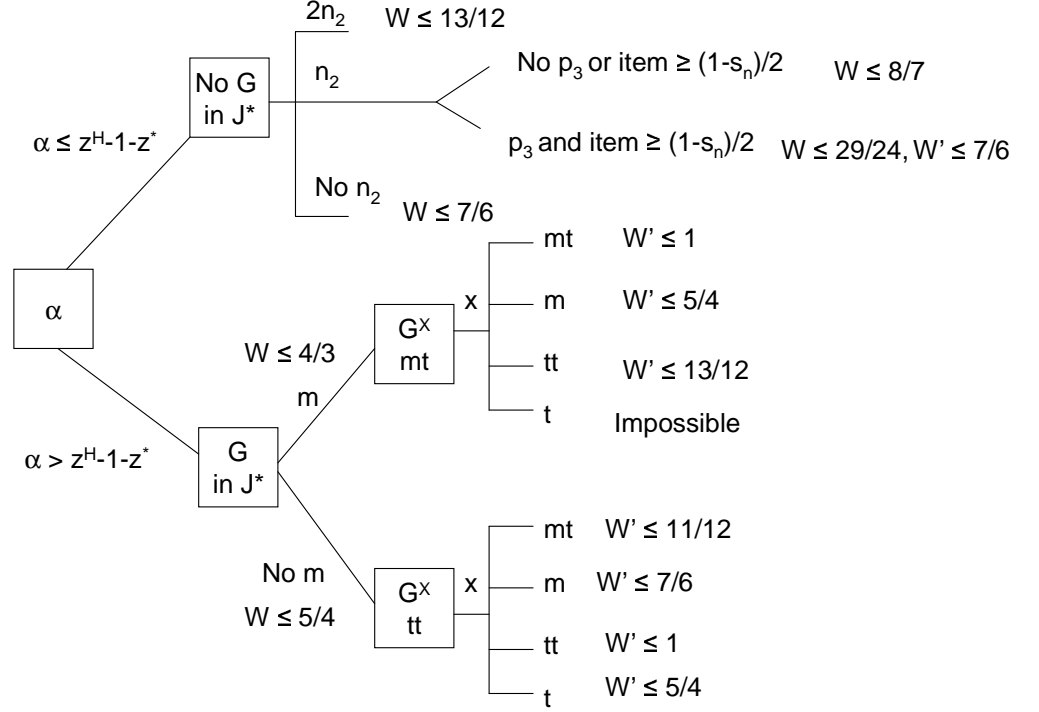 2n₂ W ≤ 13/12
No G
in J*
n₂
No p₃ or item ≥ (1-sₙ)/2 W ≤ 8/7
α ≤ zᴴ-1-z*
p₃ and item ≥ (1-sₙ)/2 W ≤ 29/24, W' ≤ 7/6
No n₂ W ≤ 7/6
α
mt W' ≤ 1
x
m W' ≤ 5/4
Gˣ
mt
W ≤ 4/3
m
tt W' ≤ 13/12
t Impossible
α > zᴴ-1-z*
G
in J*
mt W' ≤ 11/12
No m
W ≤ 5/4
Gˣ
tt
x
m W' ≤ 7/6
tt W' ≤ 1
t W' ≤ 5/4